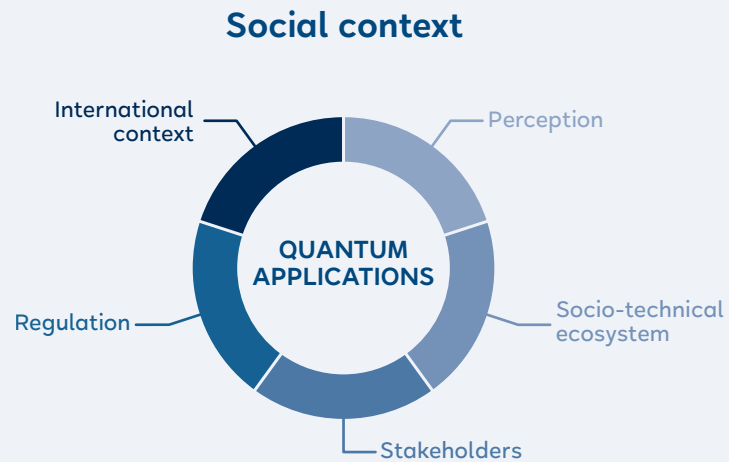 Social context
International
context
Perception
QUANTUM
APPLICATIONS
Regulation
Socio-technical
ecosystem
Stakeholders